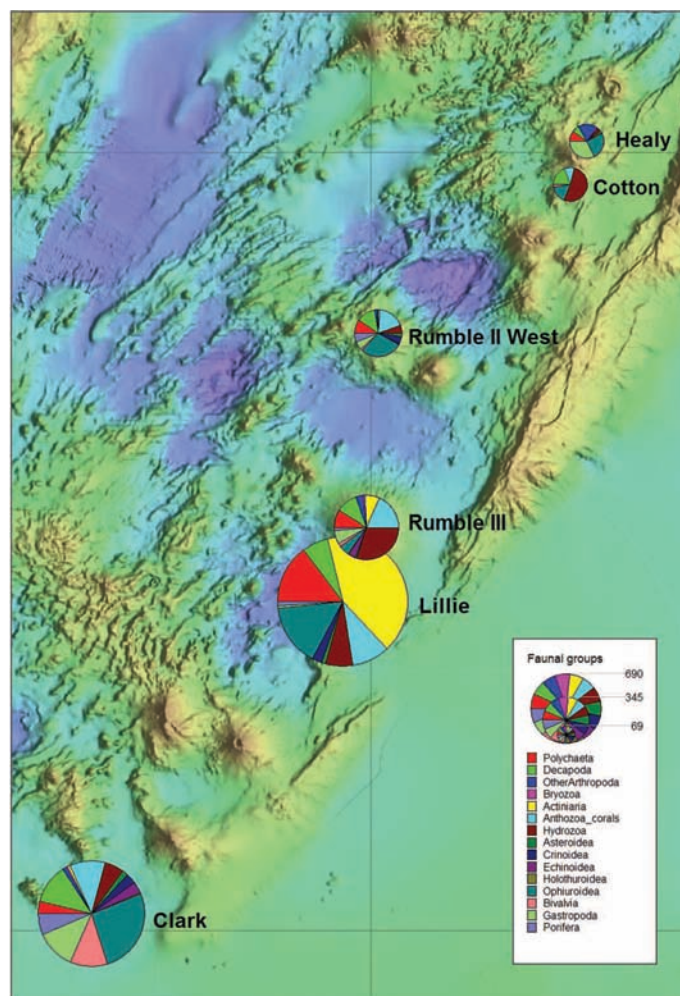 Healy
Cotton
Rumble II West
Rumble III
Lillie
Clark
Faunal groups
690
345
69
Polychaeta
Decapoda
OtherArthropoda
Bryozoa
Actiniaria
Anthozoa_corals
Hydrozoa
Asteroidea
Crinoidea
Echinoidea
Holothuroidea
Ophiuroidea
Bivalvia
Gastropoda
Porifera